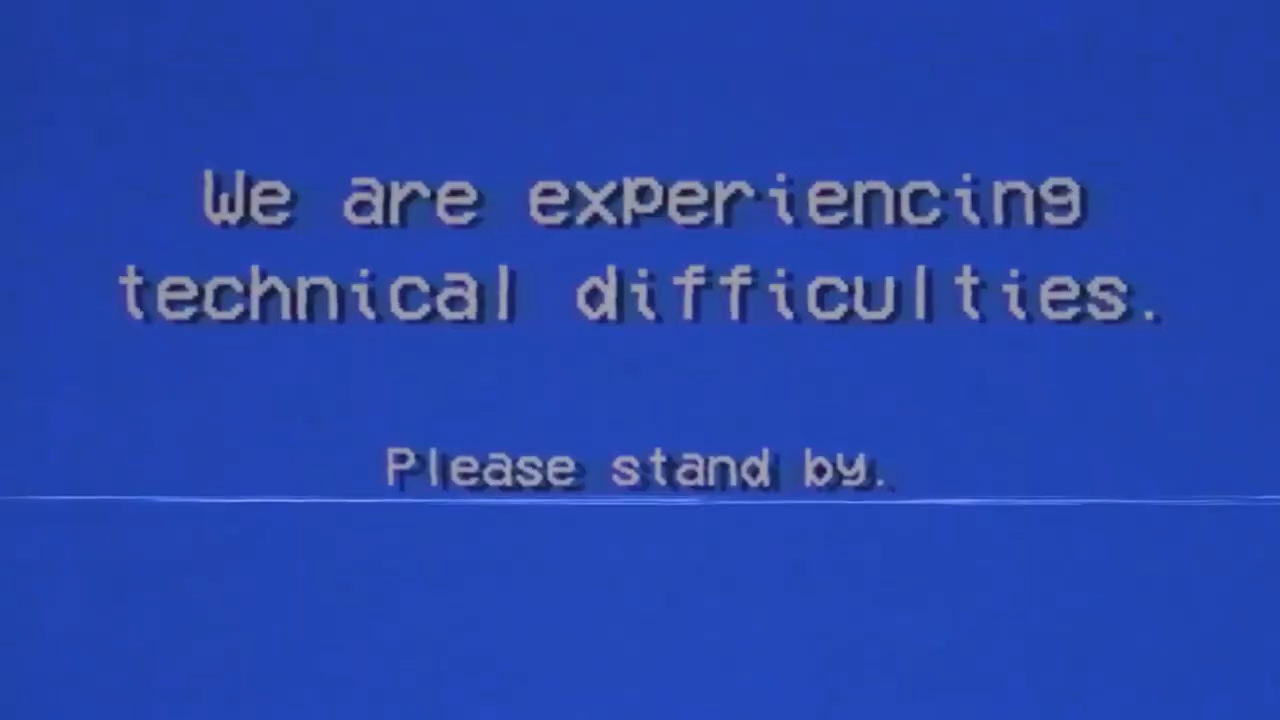 We are experiencing
technical difficulties.
Please stand by.